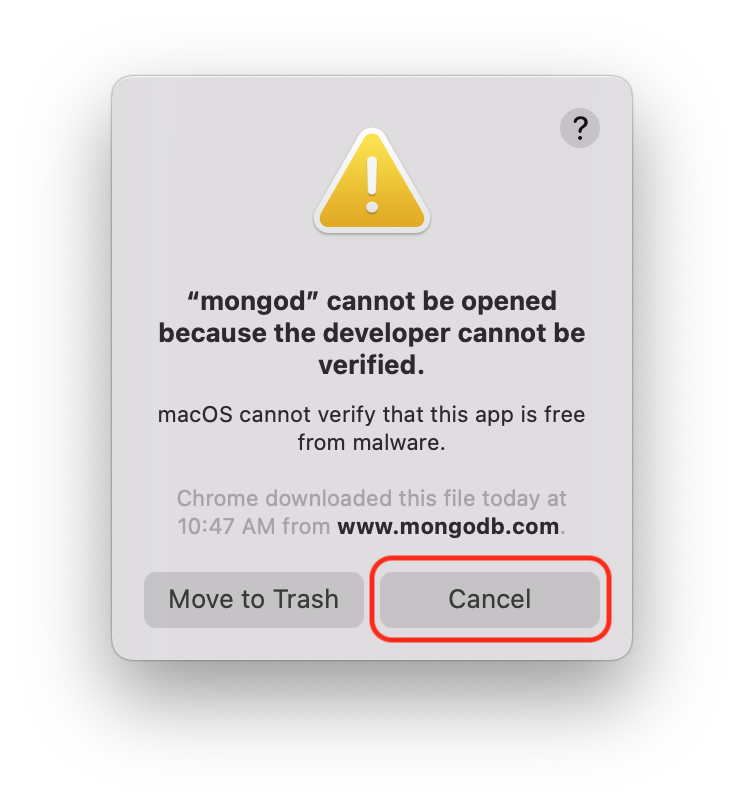 ?
“mongod” cannot be opened
because the developer cannot be
verified.
macOS cannot verify that this app is free
from malware.
Chrome downloaded this file today at
10:47 AM from www.mongodb.com.
Move to Trash
Cancel